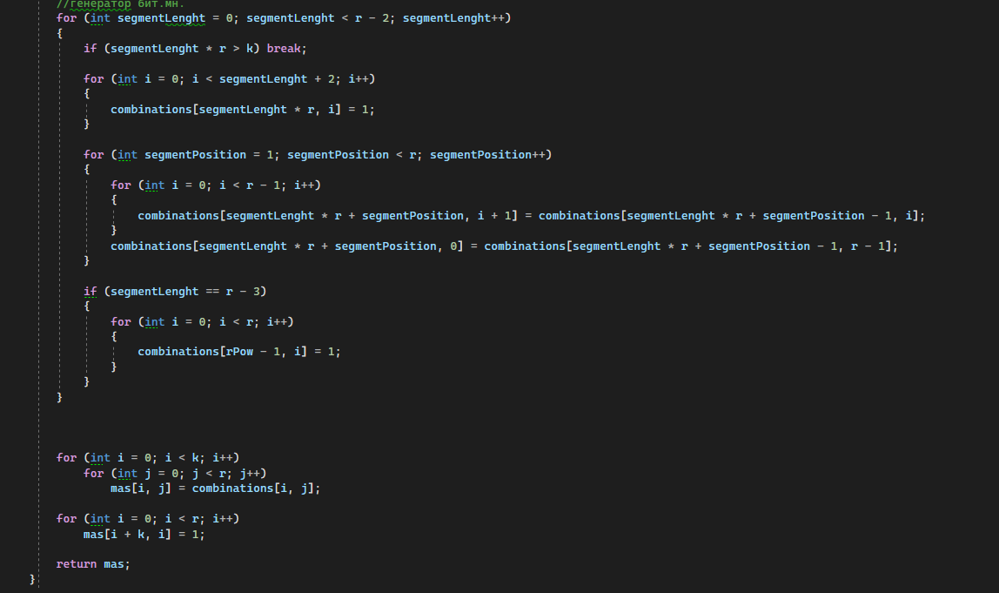 //генератор бит.мн.
for (int segmentLenght = 0; segmentLenght < r - 2; segmentLenght++)
{
if (segmentLenght * r > k) break;
for (int i = 0; i < segmentLenght + 2; i++)
{
combinations[segmentLenght * r, i] = 1;
}
for (int segmentPosition = 1; segmentPosition < r; segmentPosition++)
{
for (int i = 0; i < r - 1; i++)
{
combinations[segmentLenght * r + segmentPosition, i + 1] = combinations[segmentLenght * r + segmentPosition - 1, i];
}
combinations[segmentLenght * r + segmentPosition, 0] = combinations[segmentLenght * r + segmentPosition - 1, r - 1];
}
if (segmentLenght == r - 3)
{
for (int i = 0; i < r; i++)
{
combinations[rPow - 1, i] = 1;
}
}
}
for (int i = 0; i < k; i++)
for (int j = 0; j < r; j++)
mas[i, j] = combinations[i, j];
for (int i = 0; i < r; i++)
mas[i + k, i] = 1;
return mas;
}